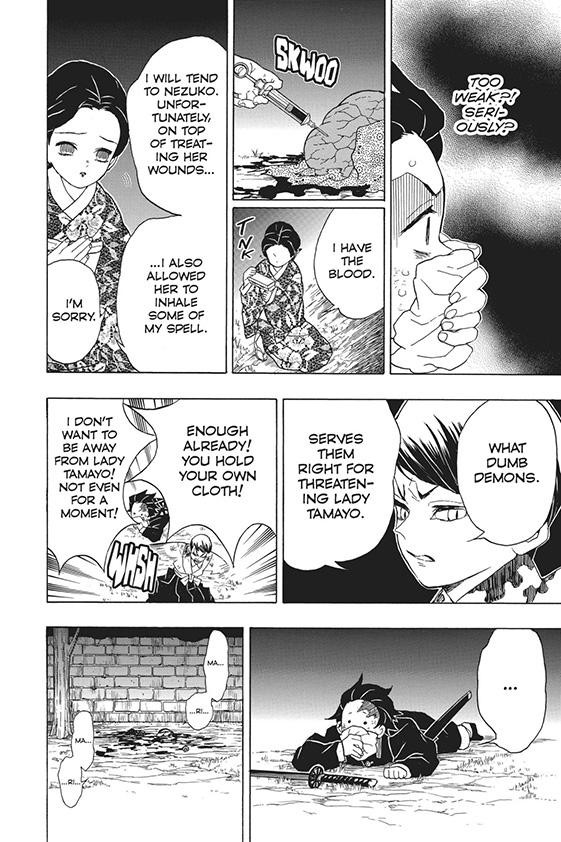 TOO
WEAK?!
SERI-
OUSLY?
SKWOO
I HAVE
THE
BLOOD.
TNK
I WILL TEND
TO NEZUKO.
UNFOR-
TUNATELY,
ON TOP
OF TREAT-
ING HER
WOUNDS...
...I ALSO
ALLOWED
HER TO
INHALE
SOME OF
MY SPELL.
I'M
SORRY.
WHAT
DUMB
DEMONS.
SERVES
THEM
RIGHT FOR
THREATEN-
ING LADY
TAMAYO.
ENOUGH
ALREADY!
YOU HOLD
YOUR OWN
CLOTH!
I DON'T
WANT TO
BE AWAY
FROM LADY
TAMAYO!
NOT EVEN
FOR A
MOMENT!
WHSH
...
MA...
...RI...
MA...
...RI...